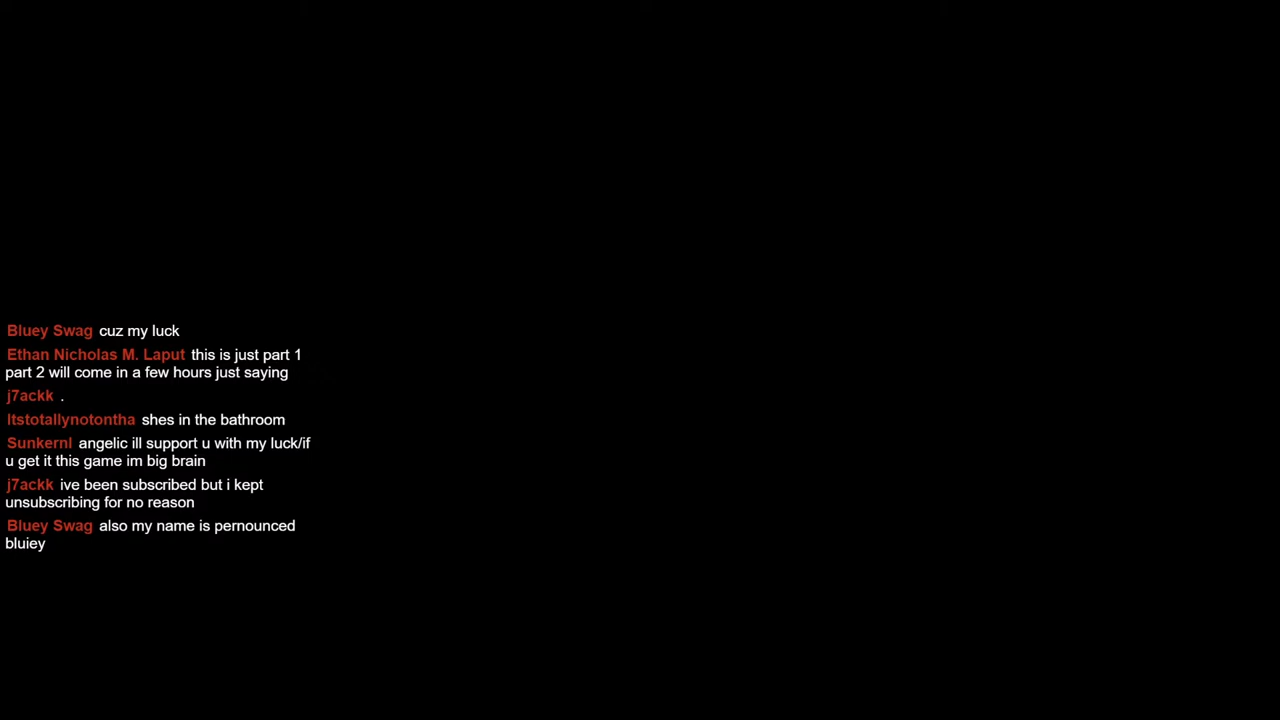 Bluey Swag cuz my luck
Ethan Nicholas M. Laput this is just part 1
part 2 will come in a few hours just saying
j7ackk .
Itstotallynotontha shes in the bathroom
Sunkernl angelic ill support u with my luck/if
u get it this game im big brain
j7ackk ive been subscribed but i kept
unsubscribing for no reason
Bluey Swag also my name is pernounced
bluiey